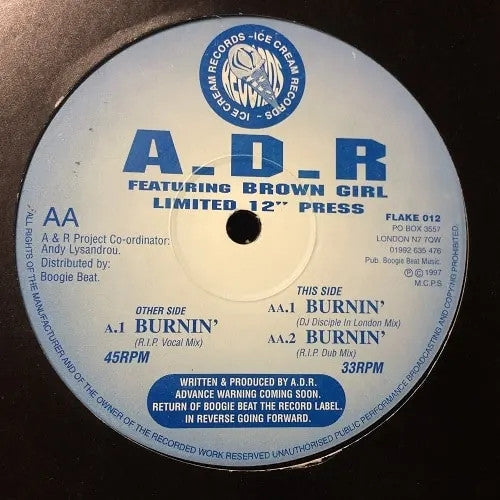 ICE CREAM RECORDS ~ ICE CREAM RECORDS ~
RECORDS
A.D.R
FEATURING BROWN GIRL
LIMITED 12" PRESS
AA
A & R Project Co-ordinator:
Andy Lysandrou.
Distributed by:
Boogie Beat.
FLAKE 012
PO BOX 3557
LONDON N7 7QW
01992 635 476
Pub. Boogie Beat Music.
Ⓟ © 1997
M.C.P.S
OTHER SIDE
A.1 BURNIN'
(R.I.P. Vocal Mix)
45RPM
THIS SIDE
AA.1 BURNIN'
(DJ Disciple In London Mix)
AA.2 BURNIN'
(R.I.P Dub Mix)
33RPM
WRITTEN & PRODUCED BY A.D.R.
ADVANCE WARNING COMING SOON.
RETURN OF BOOGIE BEAT THE RECORD LABEL.
IN REVERSE GOING FORWARD.
ALL RIGHTS OF THE MANUFACTURER AND OF THE OWNER OF THE RECORDED WORK RESERVED UNAUTHORISED PUBLIC PERFORMANCE BROADCASTING AND COPYING PROHIBITED.